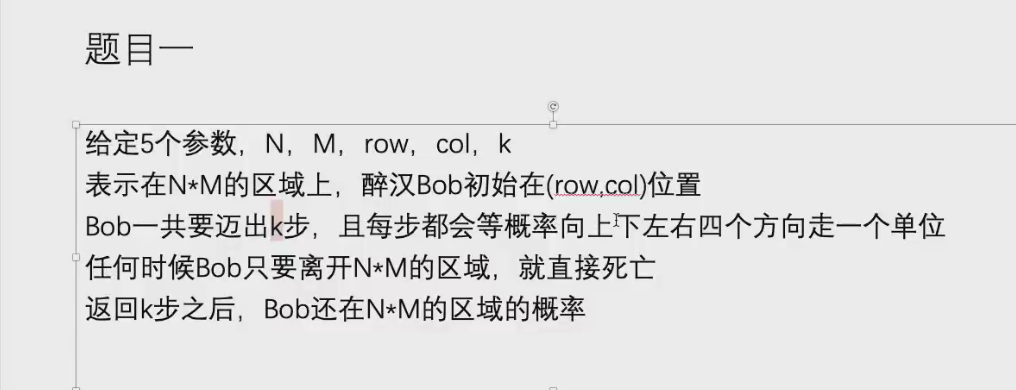 题目一
给定5个参数，N，M，row，col，k
表示在N*M的区域上，醉汉Bob初始在(row,col)位置
Bob一共要迈出k步，且每步都会等概率向上下左右四个方向走一个单位
任何时候Bob只要离开N*M的区域，就直接死亡
返回k步之后，Bob还在N*M的区域的概率